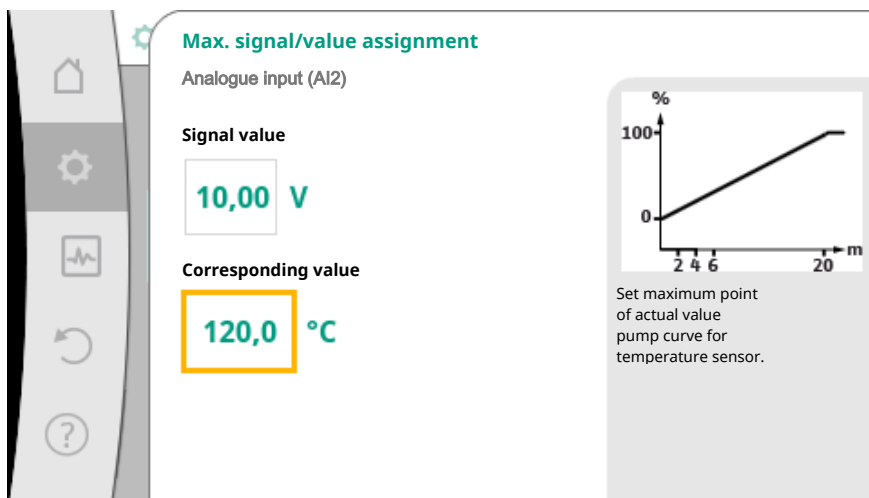 Max. signal/value assignment
Analogue input (AI2)
Signal value
10,00 V
Corresponding value
120,0 °C
%
100
0
2 4 6 20 m
Set maximum point
of actual value
pump curve for
temperature sensor.
?